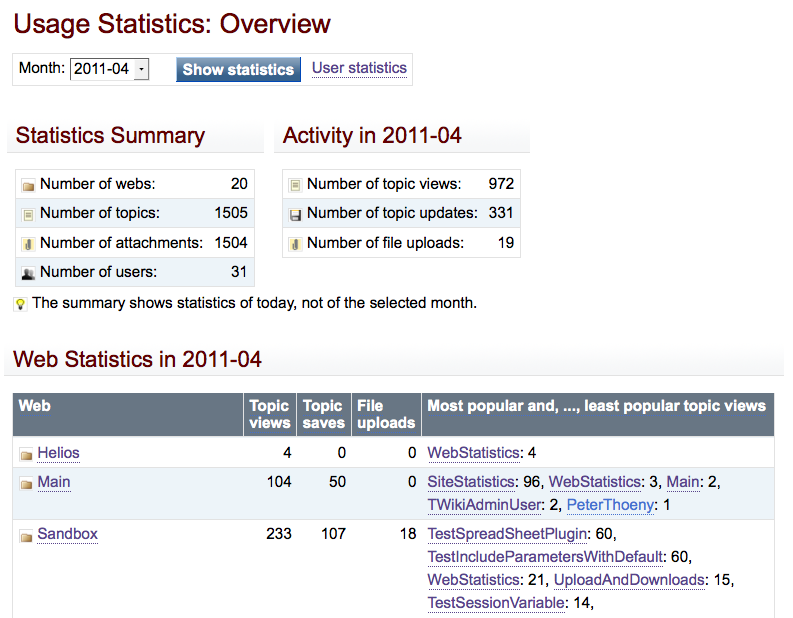 Usage Statistics: Overview
Month: 2011-04 Show statistics User statistics
Statistics Summary
Number of webs: 20
Number of topics: 1505
Number of attachments: 1504
Number of users: 31
Activity in 2011-04
Number of topic views: 972
Number of topic updates: 331
Number of file uploads: 19
The summary shows statistics of today, not of the selected month.
Web Statistics in 2011-04
Web Topic views Topic saves File uploads Most popular and, ..., least popular topic views
Helios 4 0 0 WebStatistics: 4
Main 104 50 0 SiteStatistics: 96, WebStatistics: 3, Main: 2,
TWikiAdminUser: 2, PeterThoeny: 1
Sandbox 233 107 18 TestSpreadSheetPlugin: 60,
TestIncludeParametersWithDefault: 60,
WebStatistics: 21, UploadAndDownloads: 15,
TestSessionVariable: 14,